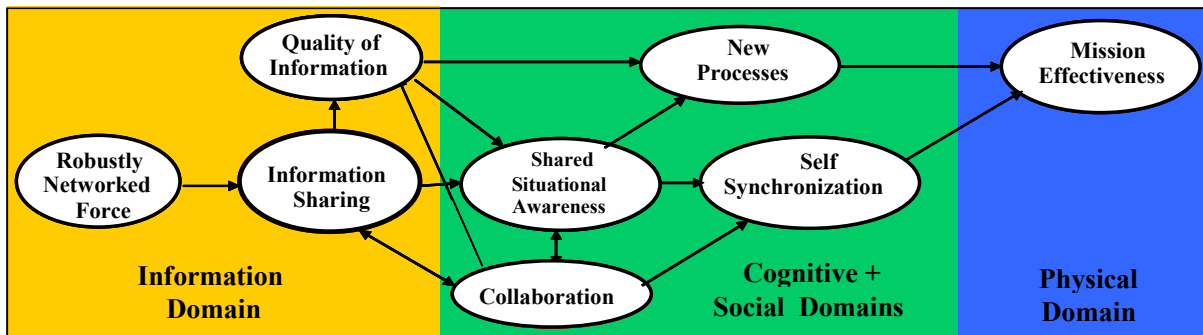 Quality of
Information
New
Processes
Mission
Effectiveness
Robustly
Networked
Force
Information
Sharing
Shared
Situational
Awareness
Self
Synchronization
Collaboration
Information
Domain
Cognitive +
Social Domains
Physical
Domain